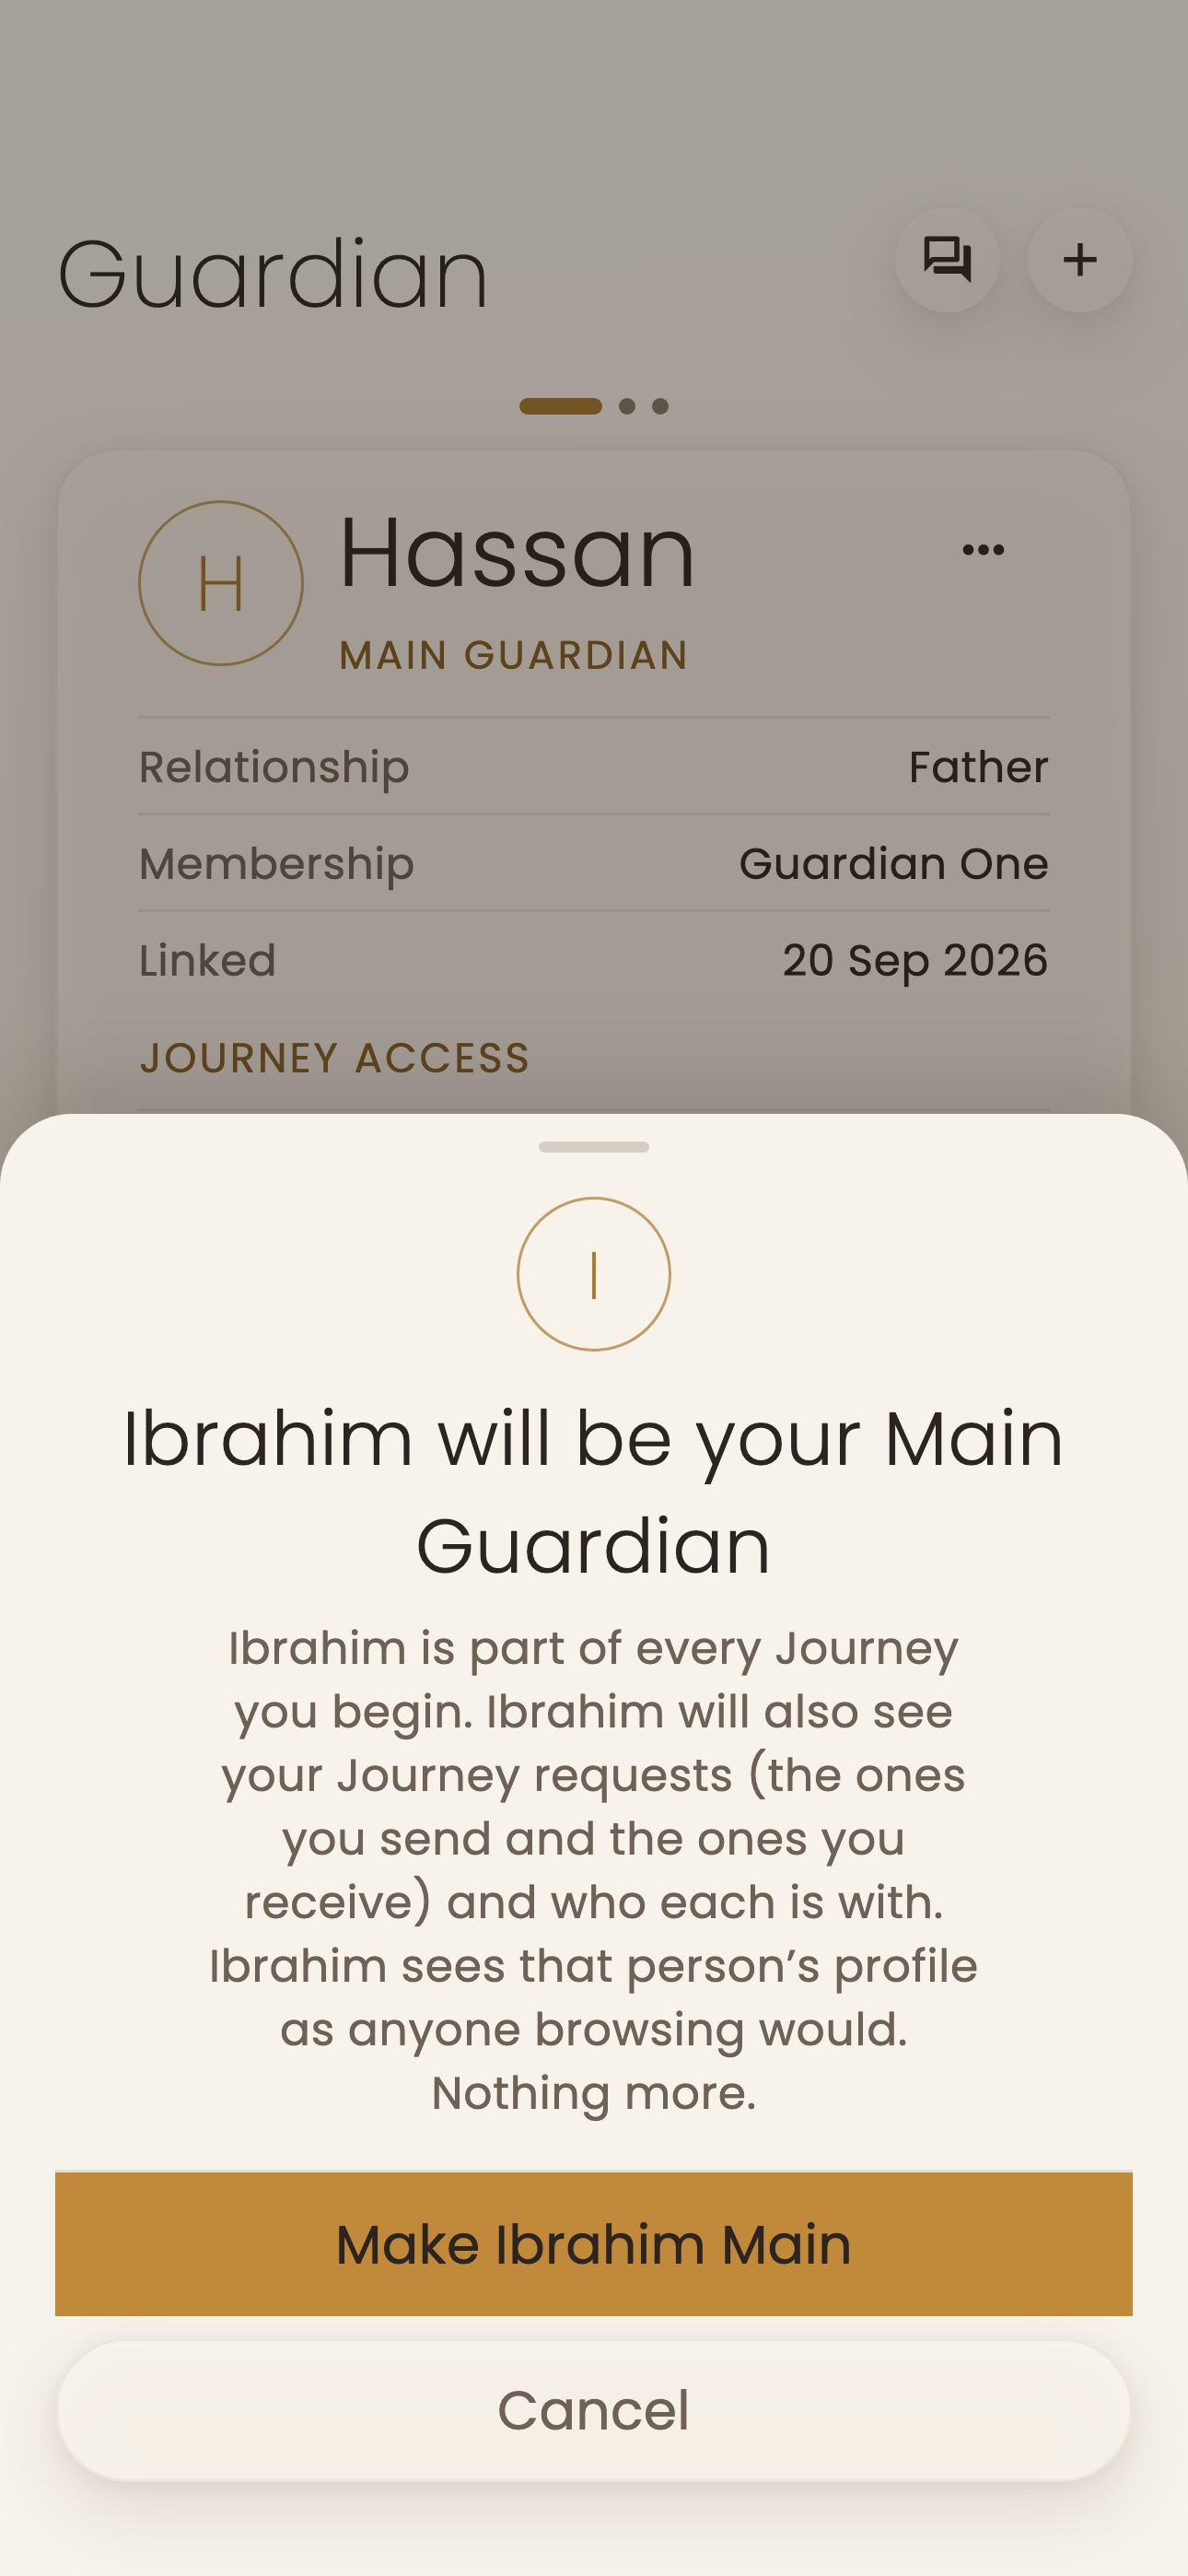 Guardian
H
Hassan
MAIN GUARDIAN
Relationship Father
Membership Guardian One
Linked 20 Sep 2026
JOURNEY ACCESS
I
Ibrahim will be your Main
Guardian
Ibrahim is part of every Journey
you begin. Ibrahim will also see
your Journey requests (the ones
you send and the ones you
receive) and who each is with.
Ibrahim sees that person’s profile
as anyone browsing would.
Nothing more.
Make Ibrahim Main
Cancel